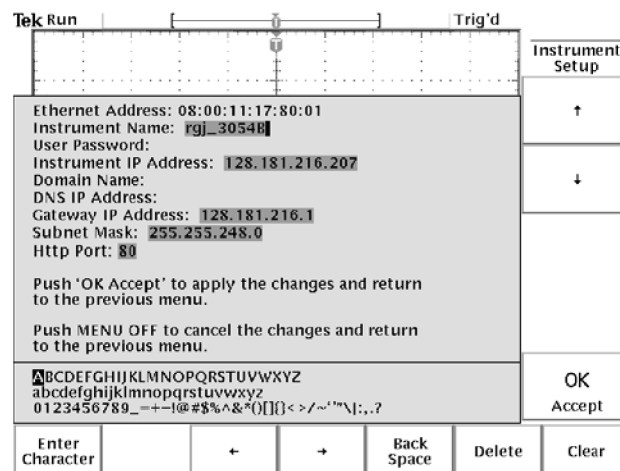 Tek Run
Trig'd
Instrument
Setup
Ethernet Address: 08:00:11:17:80:01
Instrument Name: rgj_3054B
User Password:
Instrument IP Address: 128.181.216.207
Domain Name:
DNS IP Address:
Gateway IP Address: 128.181.216.1
Subnet Mask: 255.255.248.0
Http Port: 80
Push ‘OK Accept’ to apply the changes and return
to the previous menu.
Push MENU OFF to cancel the changes and return
to the previous menu.
ABCDEFGHIJKLMNOPQRSTUVWXYZ
abcdefghijklmnopqrstuvwxyz
0123456789_=+−!@#$%^&*()[]{}<>/~‘’"\|:,.?
OK
Accept
Enter
Character
←
→
Back
Space
Delete
Clear
↑
↓